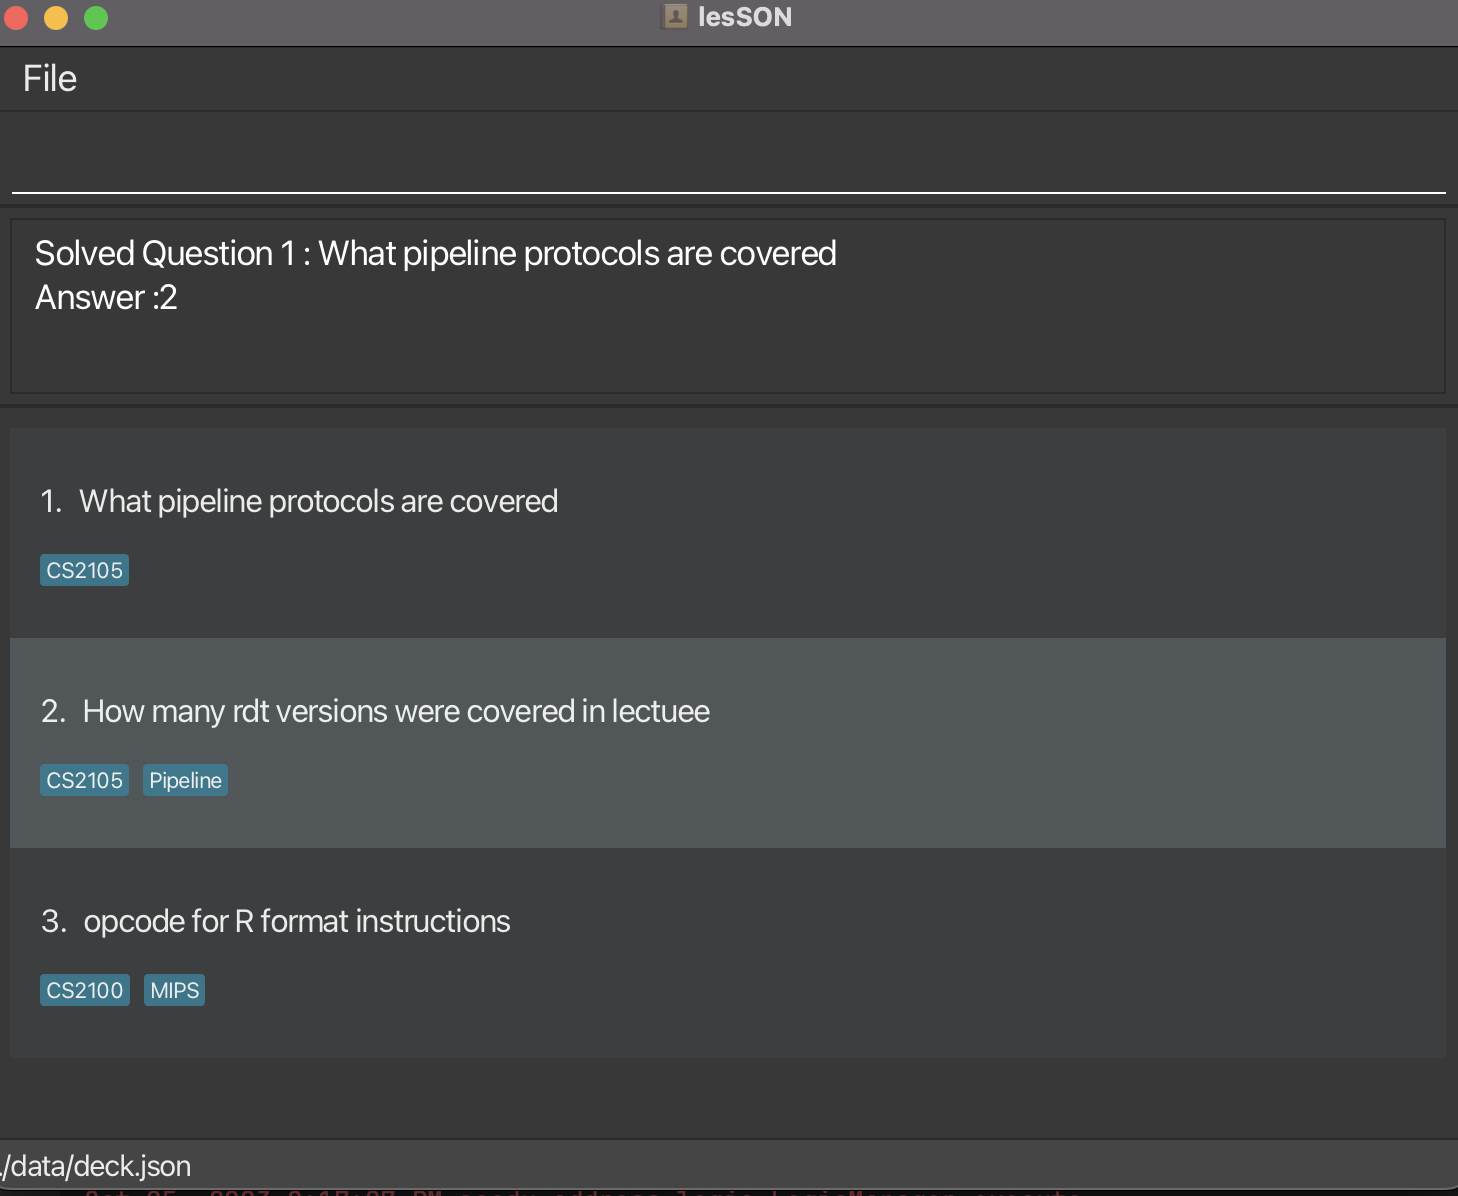 lesSON
File
Solved Question 1 : What pipeline protocols are covered
Answer :2
1. What pipeline protocols are covered
CS2105
2. How many rdt versions were covered in lectuee
CS2105 Pipeline
3. opcode for R format instructions
CS2100 MIPS
./data/deck.json